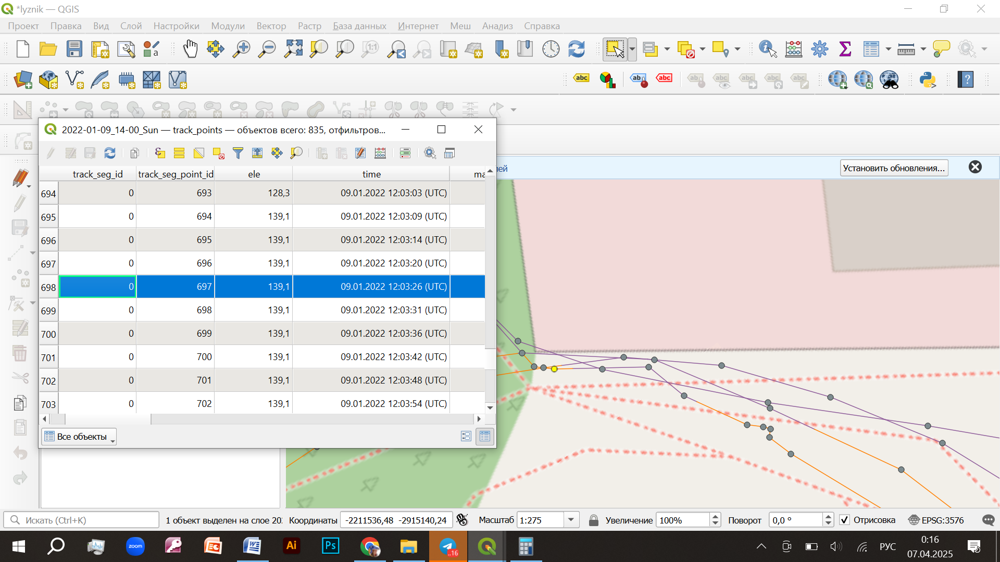 *lyznik — QGIS
Проект Правка Вид Слой Настройки Модули Вектор Растр База данных Интернет Меш Анализ Справка
1:1
a
abc ab abc ab abc abc abc abc
?
2022-01-09_14-00_Sun — track_points — объектов всего: 835, отфильтров...
ε
лей
Установить обновления...
track_seg_id track_seg_point_id ele time ma
694 0 693 128,3 09.01.2022 12:03:03 (UTC)
695 0 694 139,1 09.01.2022 12:03:09 (UTC)
696 0 695 139,1 09.01.2022 12:03:14 (UTC)
697 0 696 139,1 09.01.2022 12:03:20 (UTC)
698 0 697 139,1 09.01.2022 12:03:26 (UTC)
699 0 698 139,1 09.01.2022 12:03:31 (UTC)
700 0 699 139,1 09.01.2022 12:03:36 (UTC)
701 0 700 139,1 09.01.2022 12:03:42 (UTC)
702 0 701 139,1 09.01.2022 12:03:48 (UTC)
703 0 702 139,1 09.01.2022 12:03:54 (UTC)
Все объекты
Искать (Ctrl+K) 1 объект выделен на слое 202 Координаты -2211536,48 -2915140,24 Масштаб 1:275 Увеличение 100% Поворот 0,0 ° Отрисовка EPSG:3576
zoom Ai Ps ..16 РУС 0:16
07.04.2025